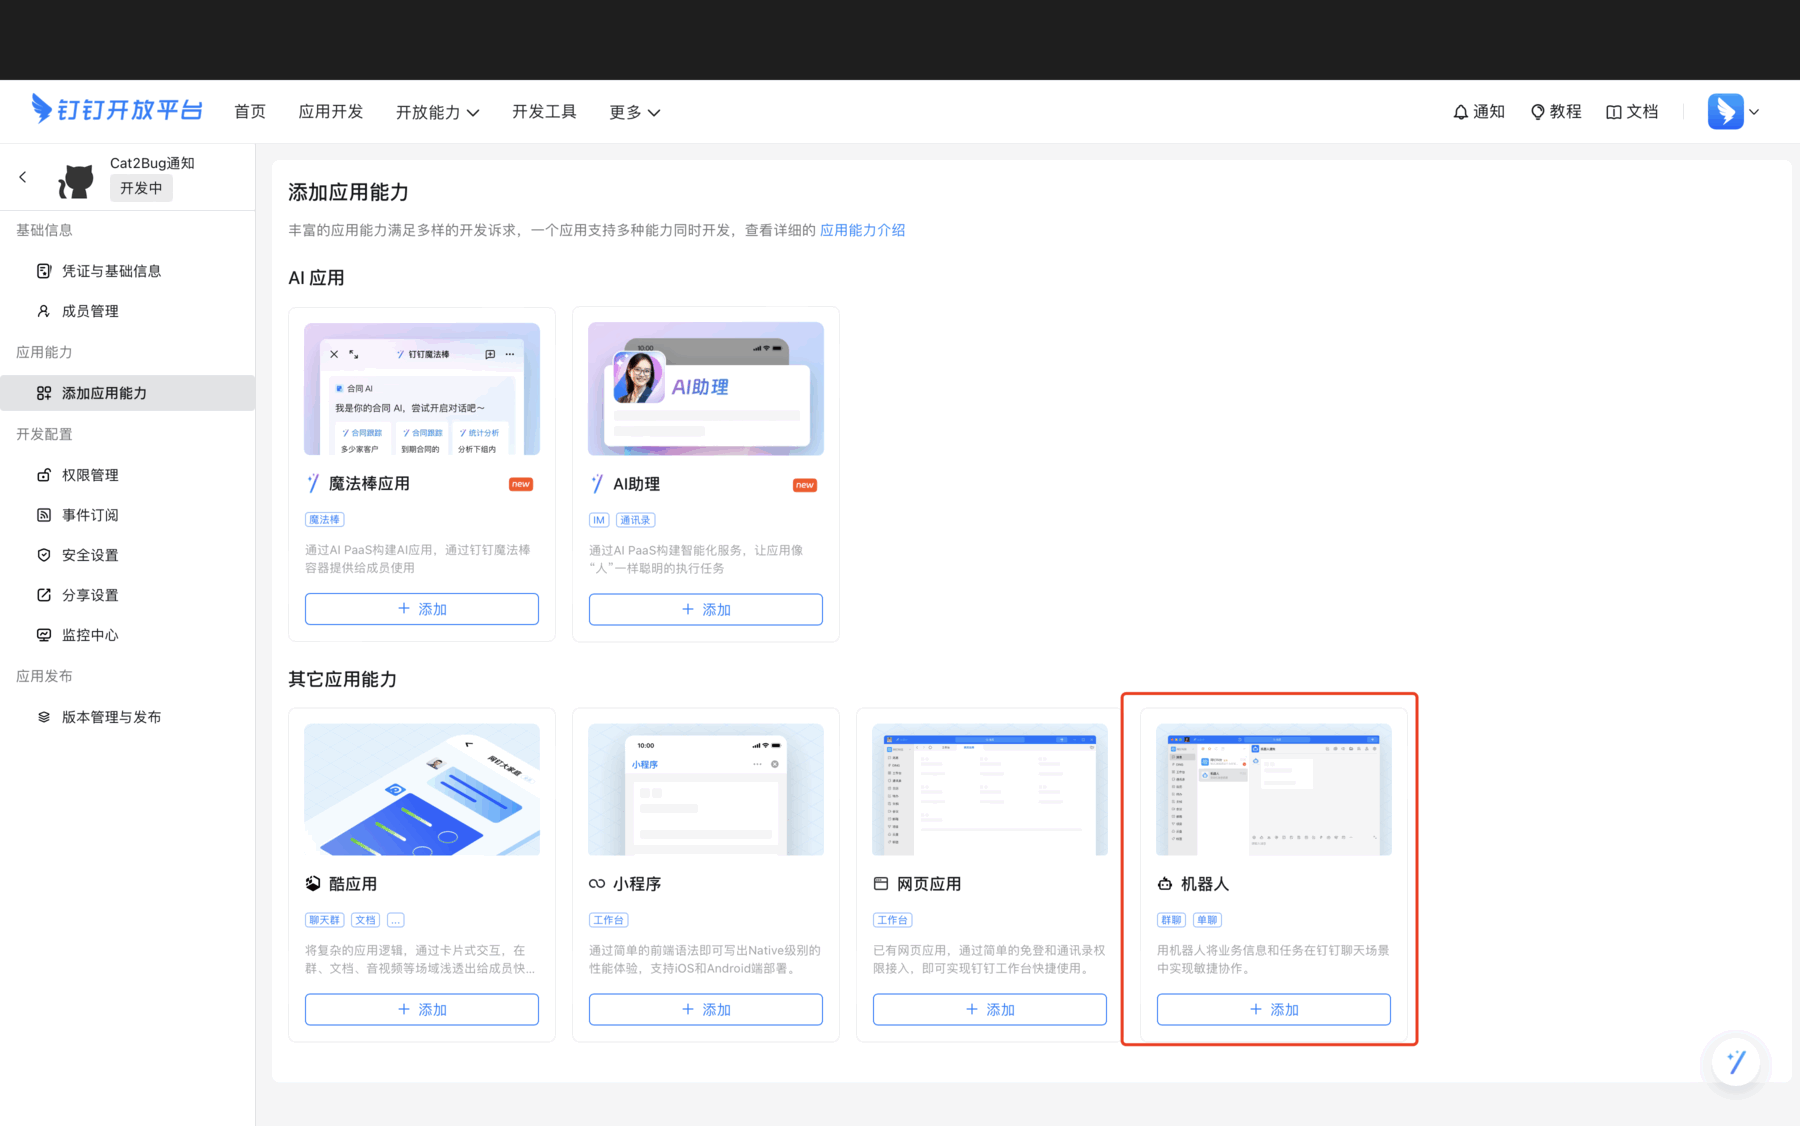 钉钉开放平台
首页
应用开发
开放能力
开发工具
更多
通知
教程
文档
Cat2Bug通知
开发中
基础信息
凭证与基础信息
成员管理
应用能力
添加应用能力
开发配置
权限管理
事件订阅
安全设置
分享设置
监控中心
应用发布
版本管理与发布
添加应用能力
丰富的应用能力满足多样的开发诉求，一个应用支持多种能力同时开发，查看详细的 应用能力介绍
AI 应用
钉钉魔法棒
合同 AI
我是你的合同 AI，尝试开启对话吧～
合同跟踪 合同跟踪 统计分析
多少家客户 到期合同的 分析下组内
魔法棒应用
new
魔法棒
通过AI PaaS构建AI应用，通过钉钉魔法棒
容器提供给成员使用
+ 添加
10:00
AI助理
AI助理
new
IM 通讯录
通过AI PaaS构建智能化服务，让应用像
“人”一样聪明的执行任务
+ 添加
其它应用能力
酷应用
聊天群 文档 ...
将复杂的应用逻辑，通过卡片式交互，在
群、文档、音视频等场域浅透出给成员快...
+ 添加
10:00
小程序
小程序
工作台
通过简单的前端语法即可写出Native级别的
性能体验，支持iOS和Android端部署。
+ 添加
网页应用
工作台
已有网页应用，通过简单的免登和通讯录权
限接入，即可实现钉钉工作台快捷使用。
+ 添加
机器人
群聊 单聊
用机器人将业务信息和任务在钉钉聊天场景
中实现敏捷协作。
+ 添加